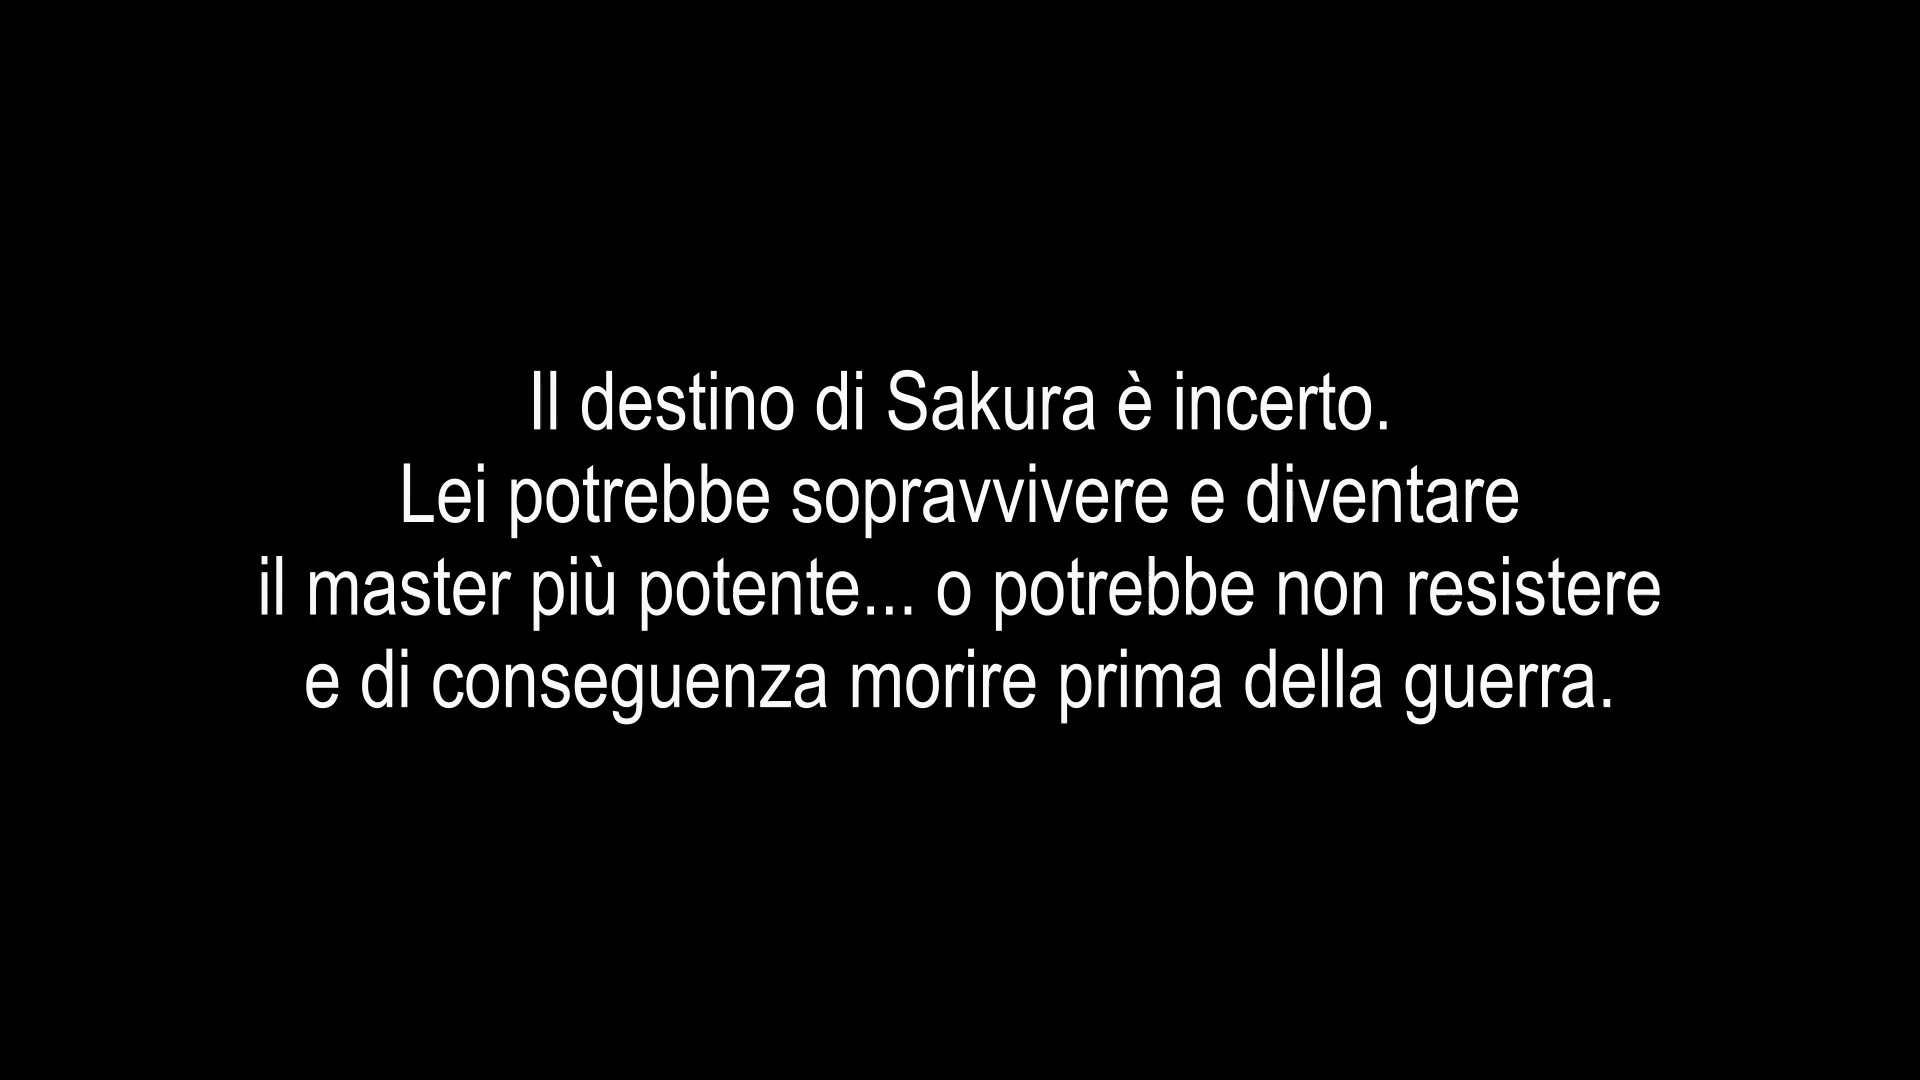 Il destino di Sakura è incerto.
Lei potrebbe sopravvivere e diventare
il master più potente... o potrebbe non resistere
e di conseguenza morire prima della guerra.